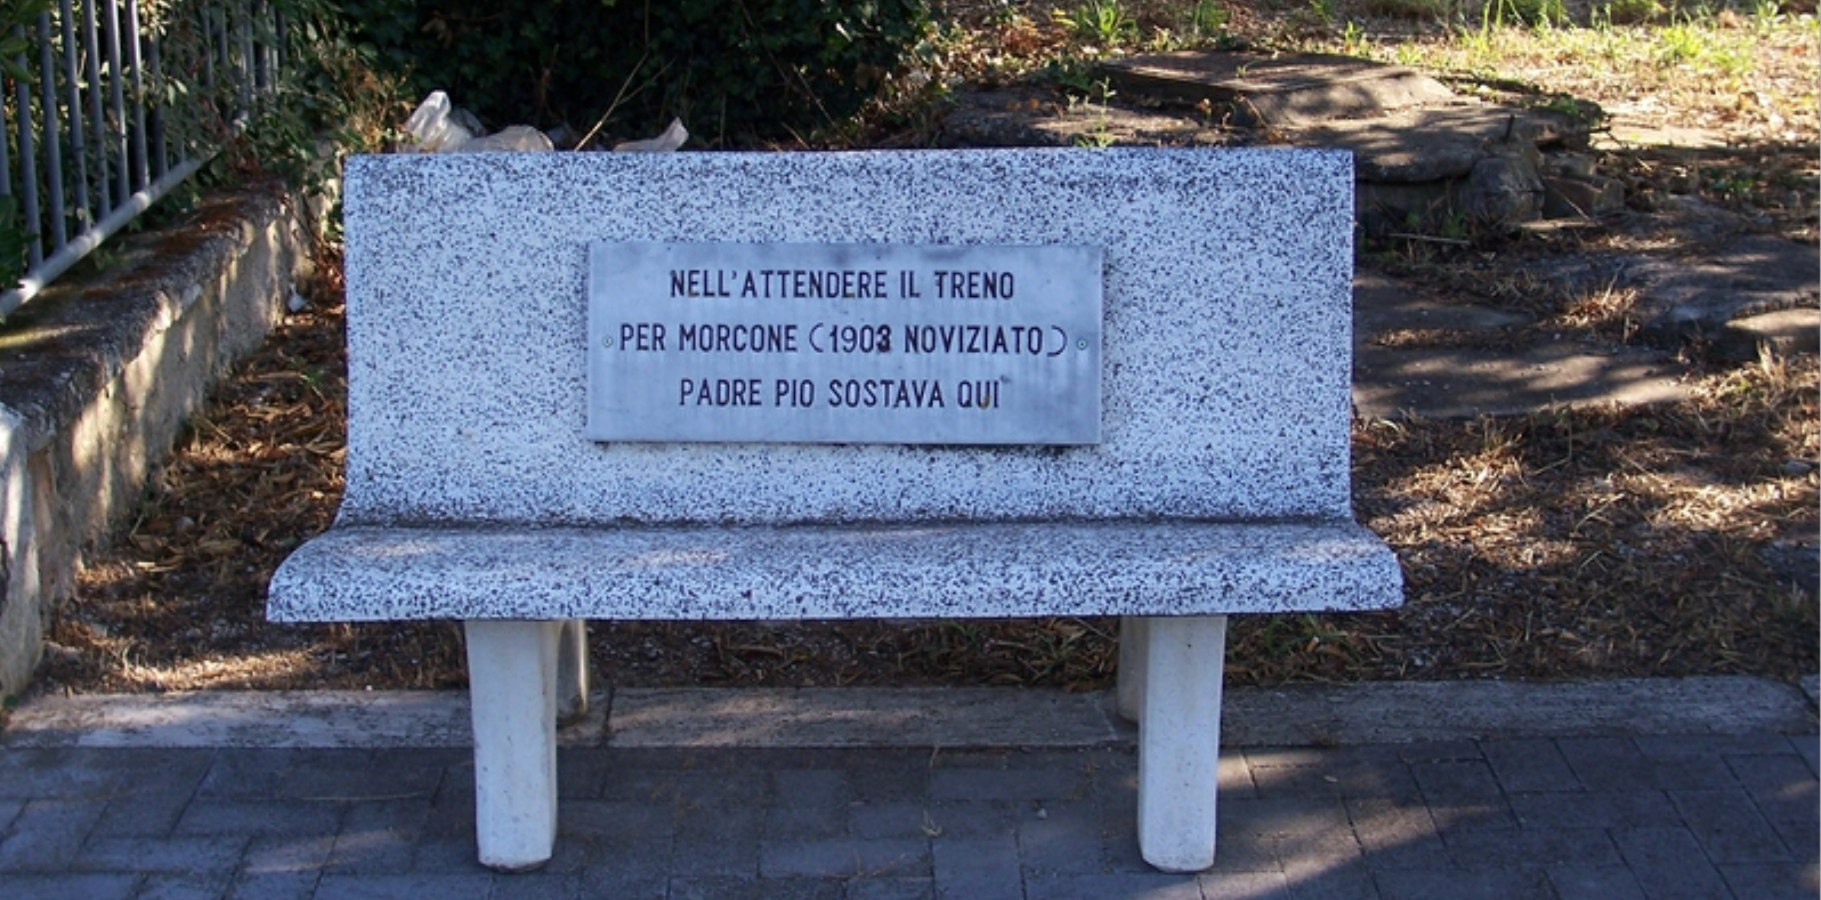 NELL'ATTENDERE IL TRENO
PER MORCONE (1903 NOVIZIATO)
PADRE PIO SOSTAVA QUI